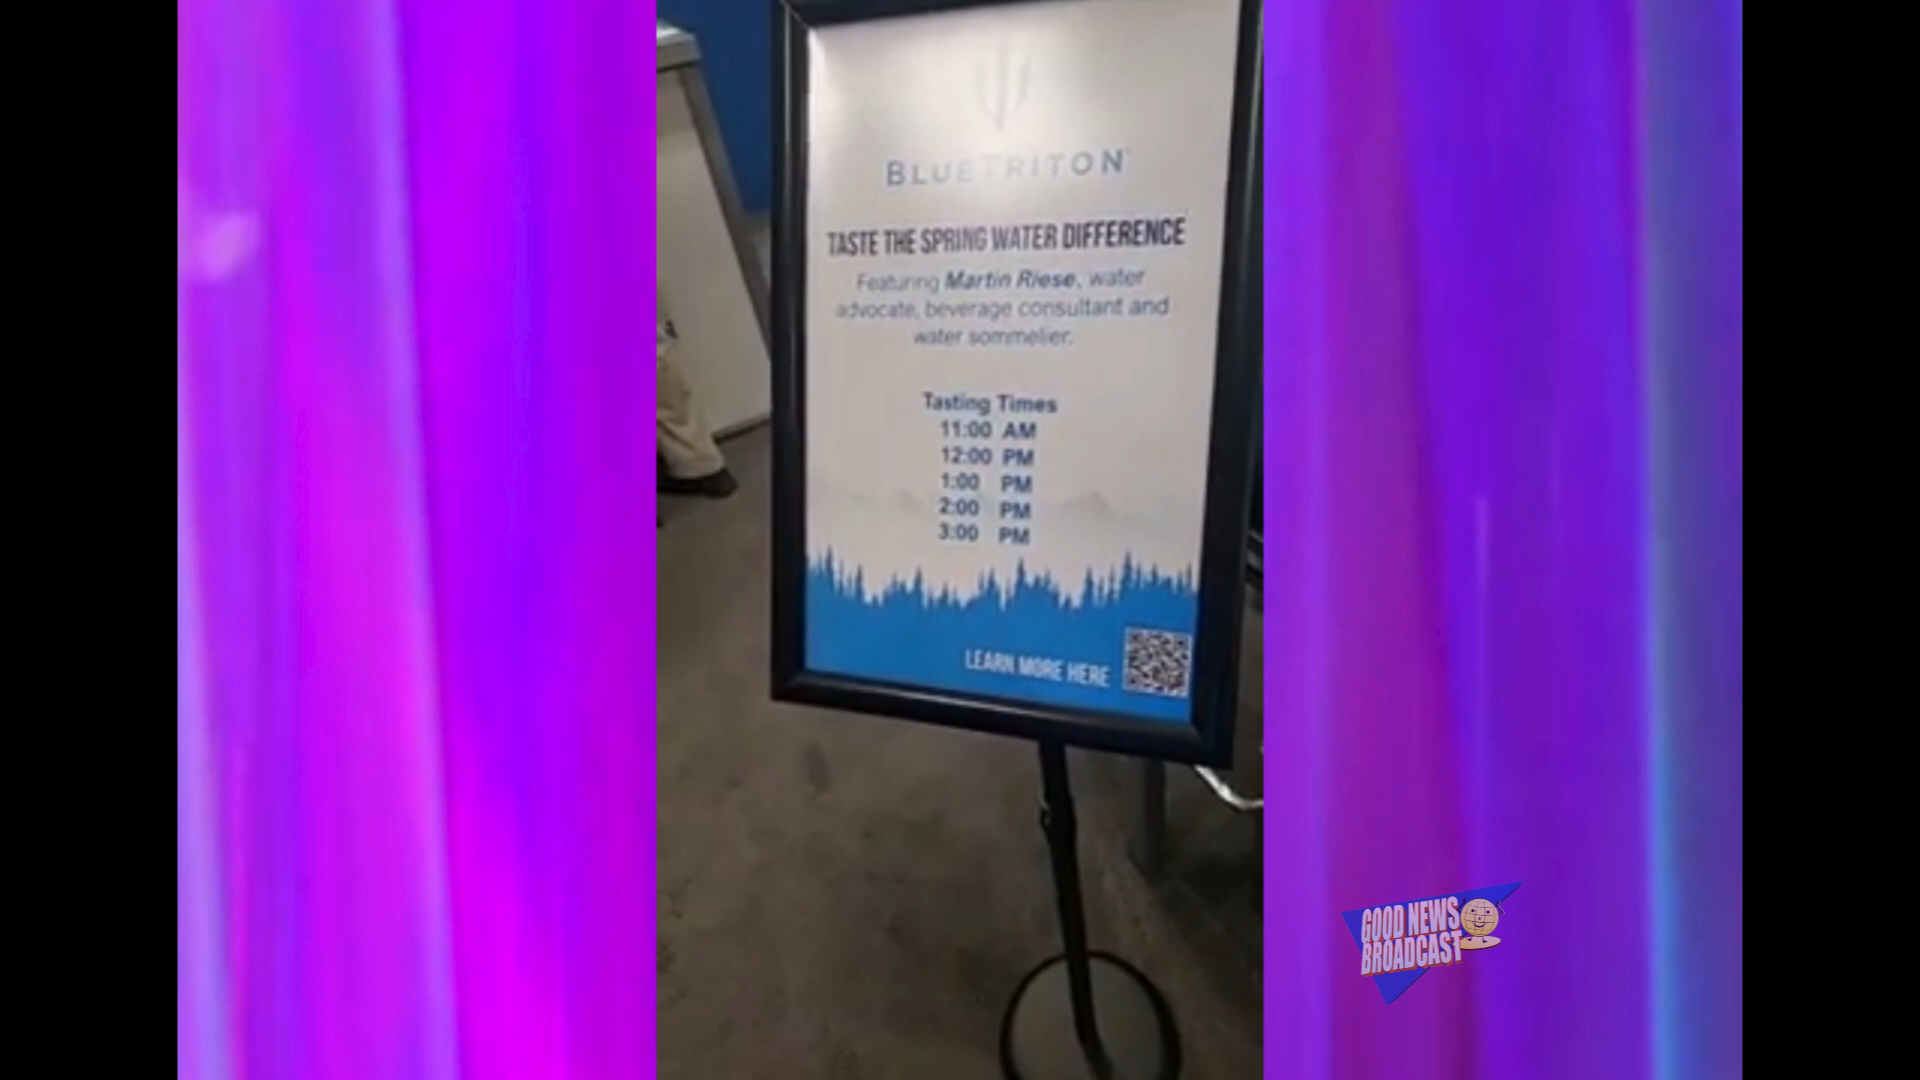 BLUETRITON
TASTE THE SPRING WATER DIFFERENCE
Featuring Martin Riese, water
advocate, beverage consultant and
water sommelier.
Tasting Times
11:00 AM
12:00 PM
1:00 PM
2:00 PM
3:00 PM
LEARN MORE HERE
GOOD NEWS
BROADCAST